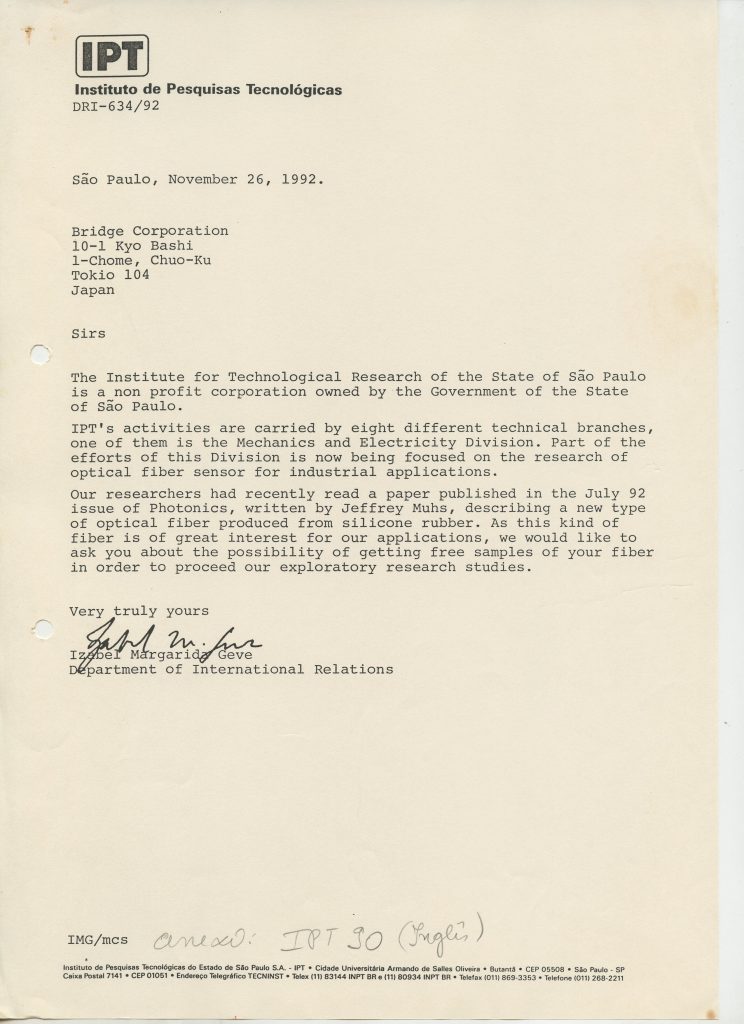 IPT
Instituto de Pesquisas Tecnológicas
DRI-634/92
São Paulo, November 26, 1992.
Bridge Corporation
10-1 Kyo Bashi
1-Chome, Chuo-Ku
Tokio 104
Japan
Sirs
The Institute for Technological Research of the State of São Paulo
is a non profit corporation owned by the Government of the State
of São Paulo.
IPT's activities are carried by eight different technical branches,
one of them is the Mechanics and Electricity Division. Part of the
efforts of this Division is now being focused on the research of
optical fiber sensor for industrial applications.
Our researchers had recently read a paper published in the July 92
issue of Photonics, written by Jeffrey Muhs, describing a new type
of optical fiber produced from silicone rubber. As this kind of
fiber is of great interest for our applications, we would like to
ask you about the possibility of getting free samples of your fiber
in order to proceed our exploratory research studies.
Very truly yours
Izabel Margarida Geve
Department of International Relations
IMG/mcs anexo: IPT 90 (Inglês)
Instituto de Pesquisas Tecnológicas do Estado de São Paulo S.A. - IPT • Cidade Universitária Armando de Salles Oliveira • Butantã • CEP 05508 • São Paulo - SP
Caixa Postal 7141 • CEP 01051 • Endereço Telegráfico TECNINST • Telex (11) 83144 INPT BR e (11) 80934 INPT BR • Telefax (011) 869-3353 • Telefone (011) 268-2211